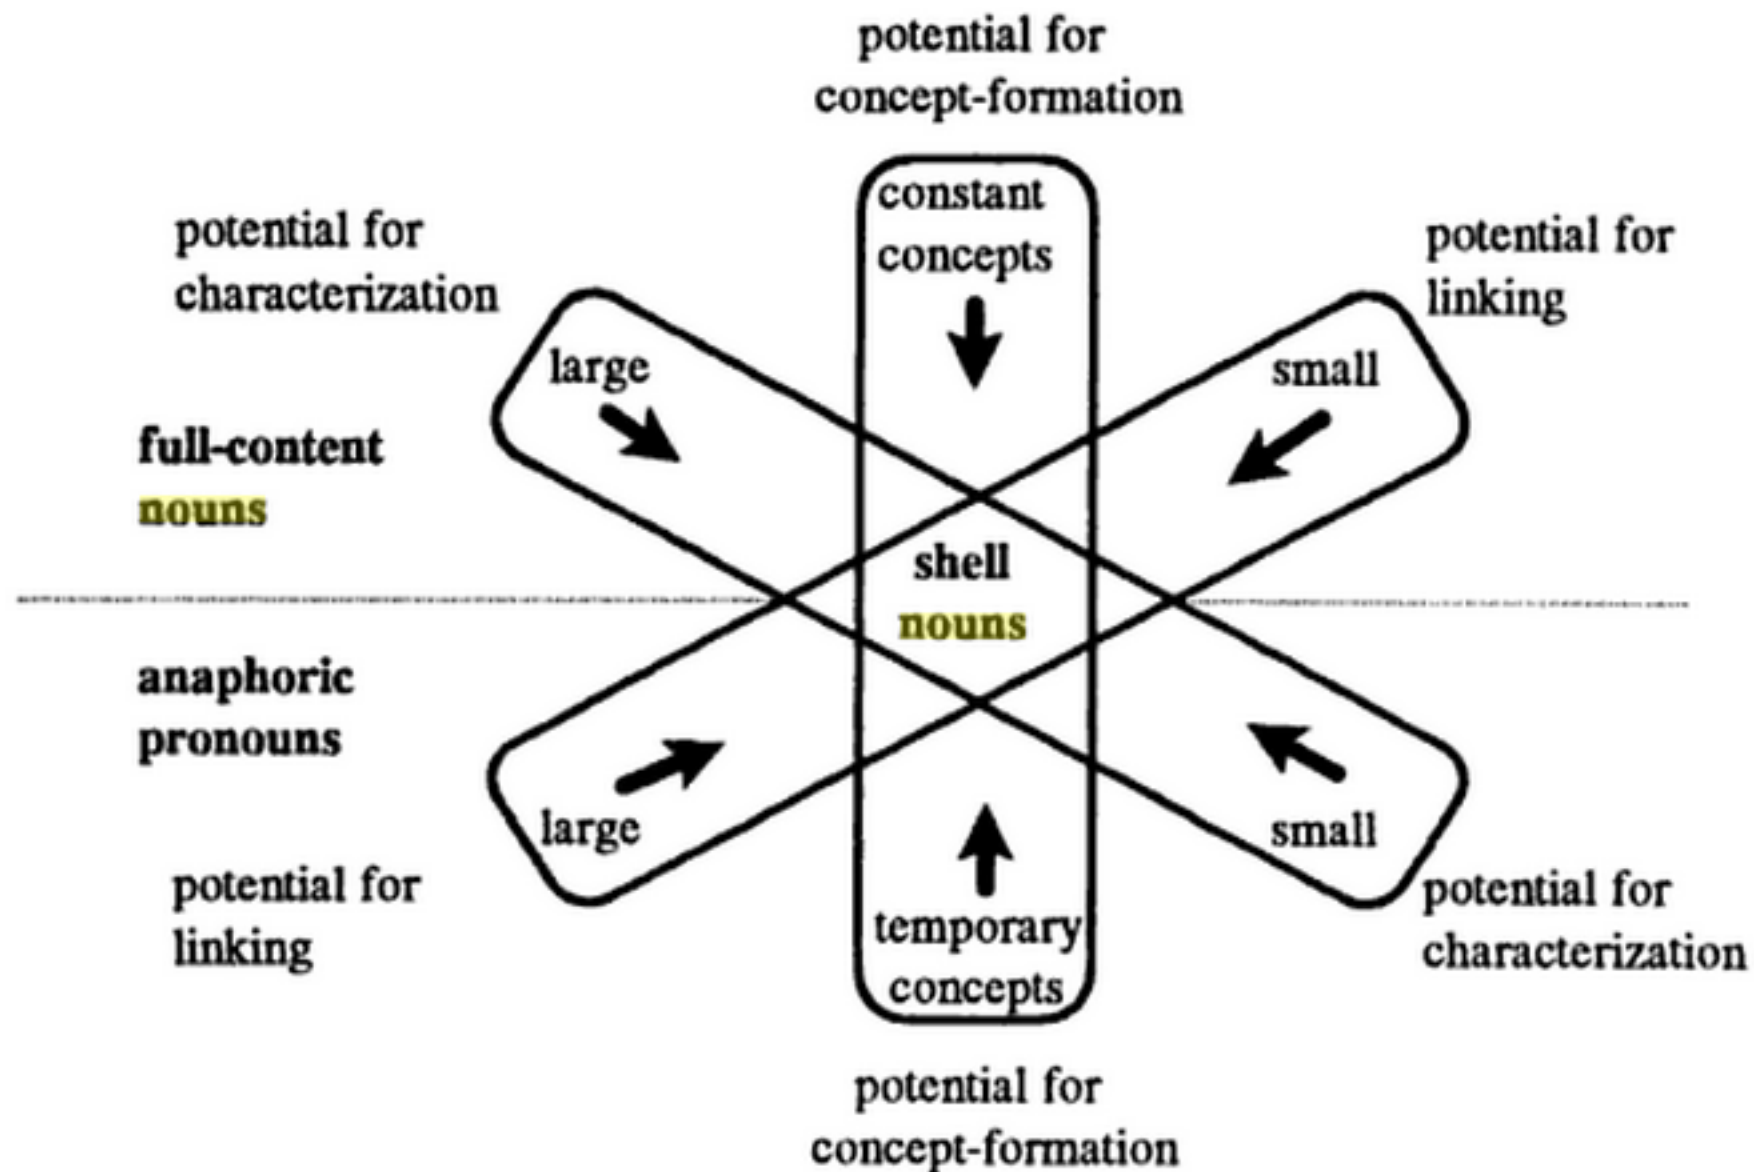 potential for
concept-formation
constant
concepts
potential for
characterization
potential for
linking
large
small
full-content
nouns
shell
nouns
anaphoric
pronouns
large
small
potential for
linking
potential for
characterization
temporary
concepts
potential for
concept-formation